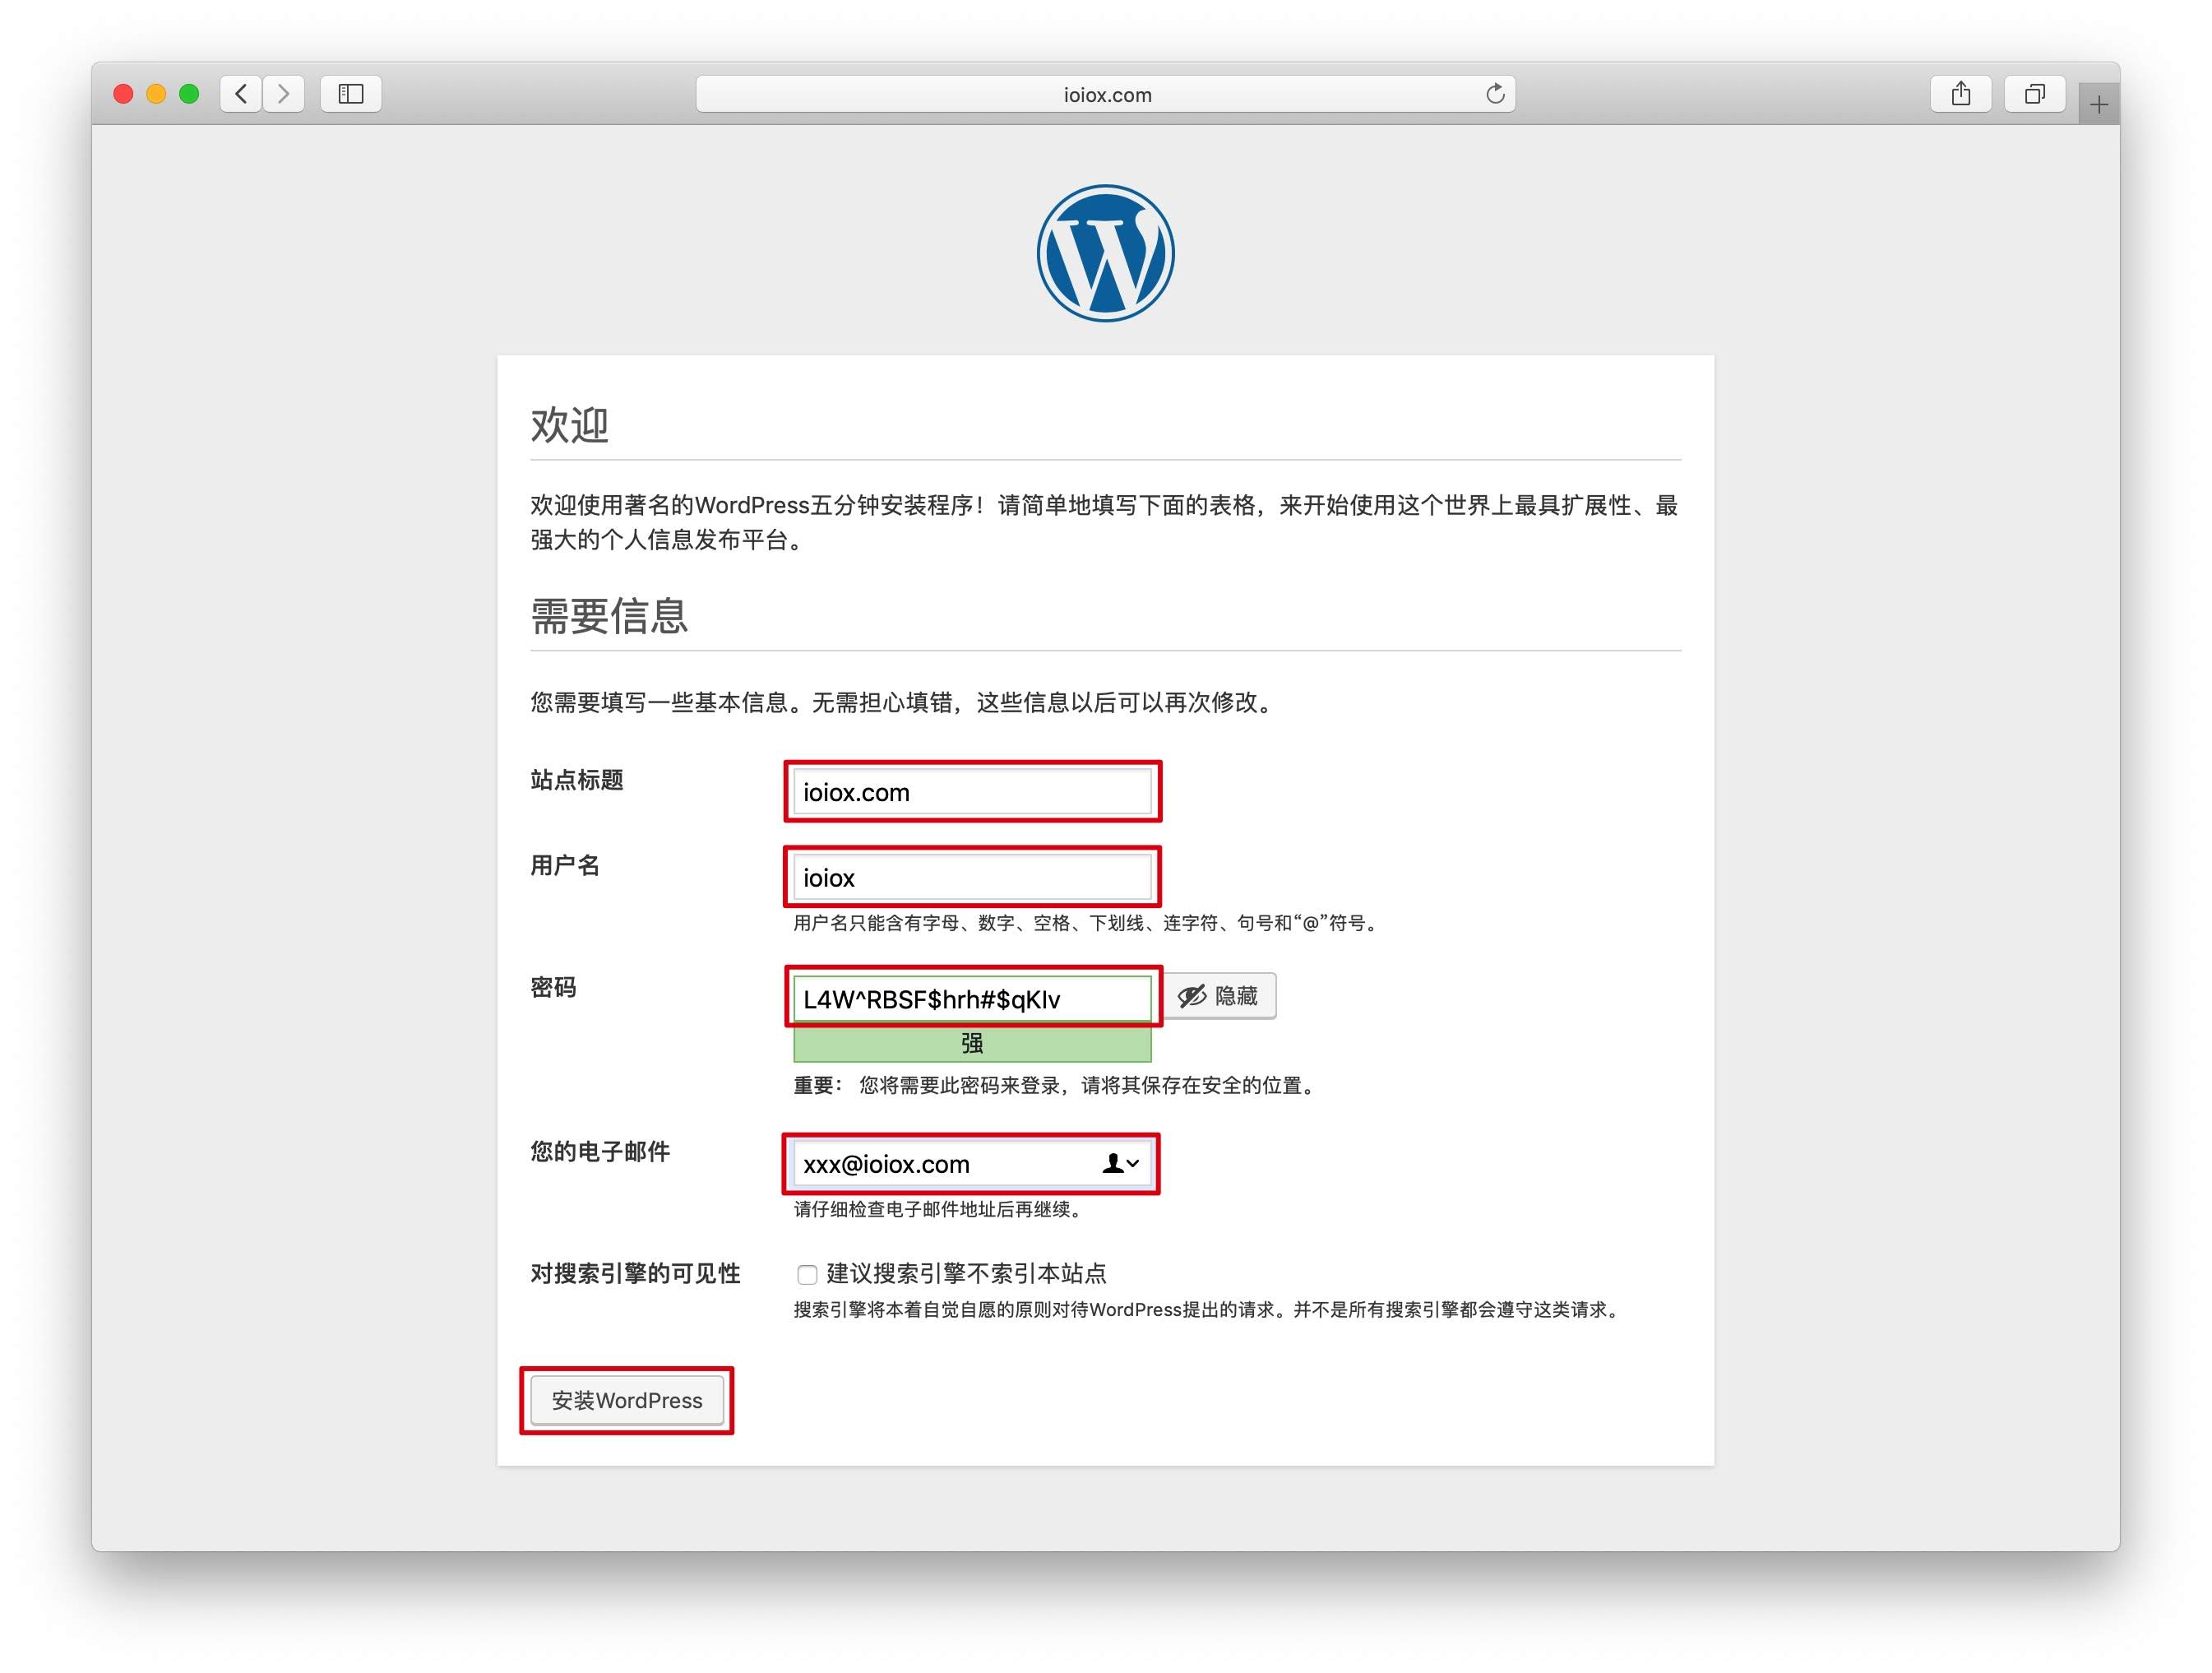 ioiox.com
欢迎
欢迎使用著名的WordPress五分钟安装程序！请简单地填写下面的表格，来开始使用这个世界上最具扩展性、最
强大的个人信息发布平台。
需要信息
您需要填写一些基本信息。无需担心填错，这些信息以后可以再次修改。
站点标题 ioiox.com
用户名 ioiox
用户名只能含有字母、数字、空格、下划线、连字符、句号和“@”符号。
密码 L4W^RBSF$hrh#$qKlv 隐藏
强
重要： 您将需要此密码来登录，请将其保存在安全的位置。
您的电子邮件 xxx@ioiox.com
请仔细检查电子邮件地址后再继续。
对搜索引擎的可见性 建议搜索引擎不索引本站点
搜索引擎将本着自觉自愿的原则对待WordPress提出的请求。并不是所有搜索引擎都会遵守这类请求。
安装WordPress